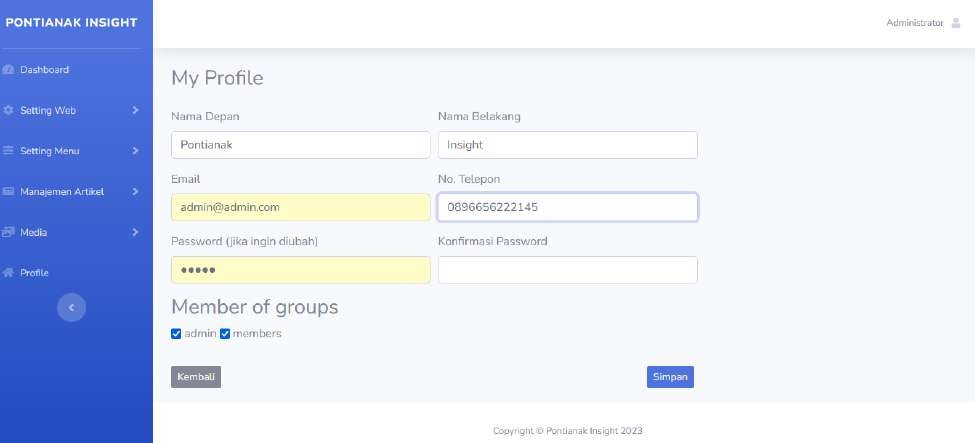 PONTIANAK INSIGHT
Administrator
Dashboard
Setting Web
Setting Menu
Manajemen Artikel
Media
Profile
My Profile
Nama Depan
Nama Belakang
Pontianak
Insight
Email
No. Telepon
admin@admin.com
0896656222145
Password (jika ingin diubah)
Konfirmasi Password
•••••
Member of groups
admin members
Kembali
Simpan
Copyright © Pontianak Insight 2023